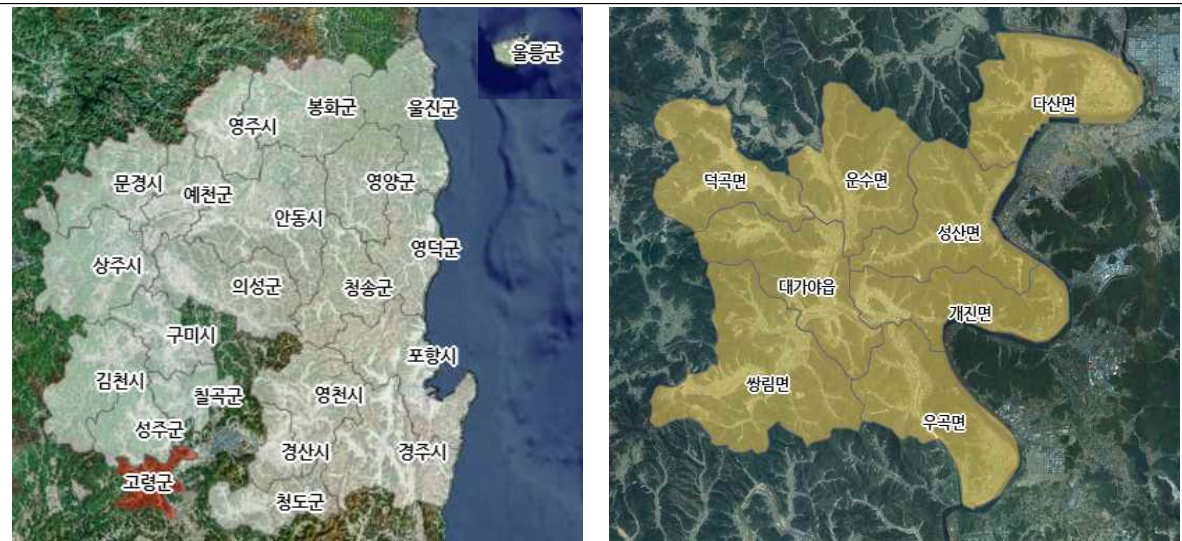 울릉군
봉화군
울진군
영주시
문경시
예천군
영양군
안동시
영덕군
상주시
의성군
청송군
구미시
포항시
김천시
칠곡군
영천시
성주군
경산시
경주시
고령군
청도군
다산면
덕곡면
운수면
성산면
대가야읍
개진면
쌍림면
우곡면